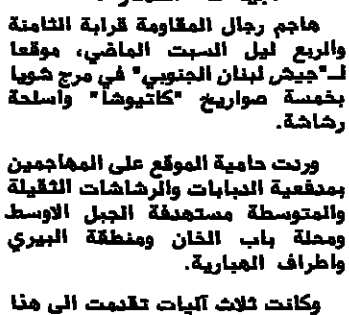 هاجم رجال المقاومة قرابة الثامنة
والربع ليل السبت الماضي، موقعا
لـ"جيش لبنان الجنوبي" في مرج شويا
بخمسة صواريخ "كاتيوشا" واسلحة
رشاشة.
وردت حامية الموقع على المهاجمين
بمدفعية الدبابات والرشاشات الثقيلة
والمتوسطة مستهدفة الجبل الاوسط
ومحلة باب الخان ومنطقة البيري
واطراف الهبارية.
وكانت ثلاث آليات تقدمت الى هذا